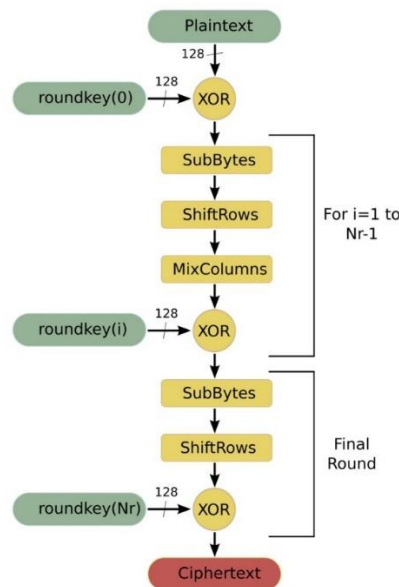 Plaintext
128
128
roundkey(0)
XOR
SubBytes
ShiftRows
For i=1 to
Nr-1
MixColumns
128
roundkey(i)
XOR
SubBytes
ShiftRows
Final
Round
128
roundkey(Nr)
XOR
Ciphertext